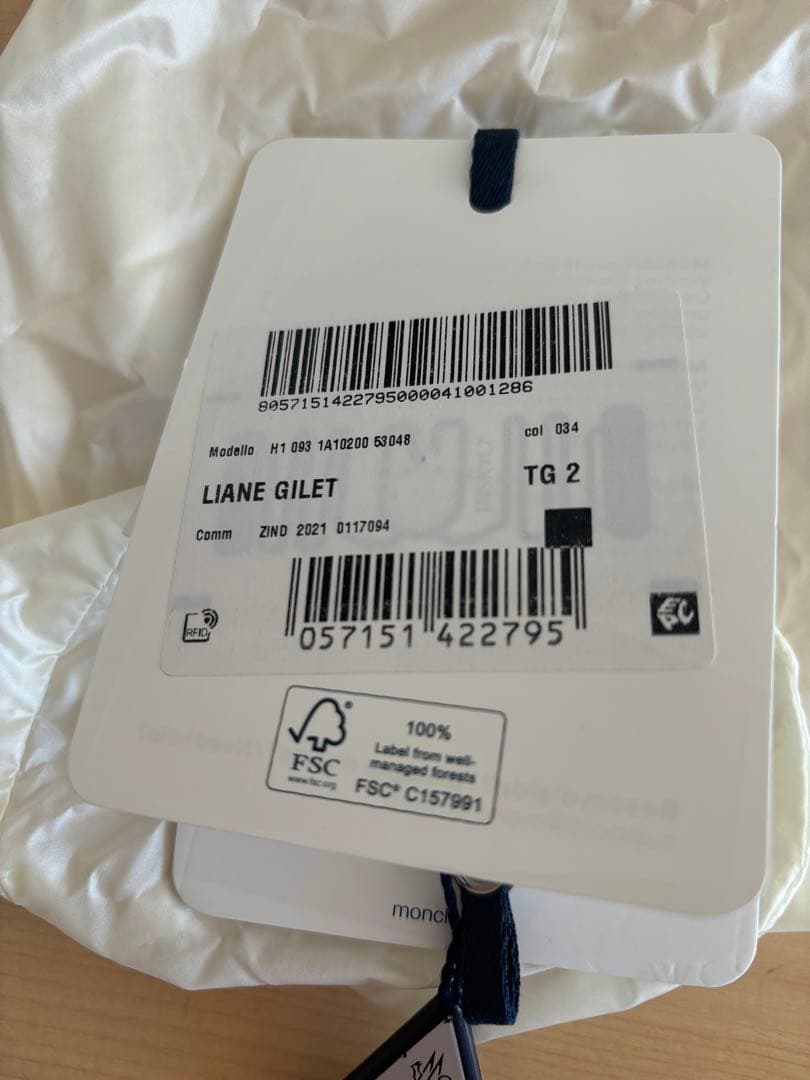 8057151422795000041001286
Modello H1 093 1A10200 53048 col 034
LIANE GILET TG 2
Comm ZIND 2021 0117094
RFID
057151 422795
EPC
100%
Label from well-
managed forests
FSC
www.fsc.org
FSC® C157991
moncl